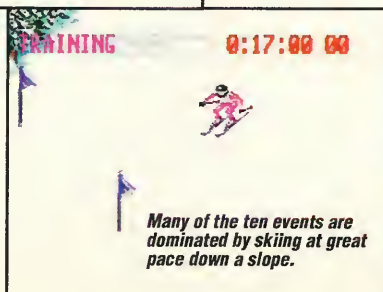 TRAINING 0:17:00 00
Many of the ten events are
dominated by skiing at great
pace down a slope.